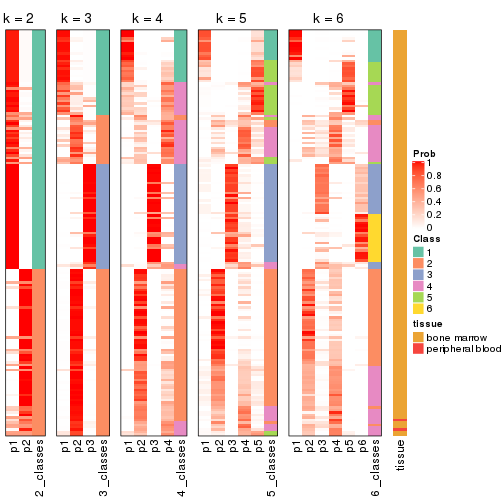 k = 2
k = 3
k = 4
k = 5
k = 6
p1
p2
2_classes
p1
p2
p3
3_classes
p1
p2
p3
p4
4_classes
p1
p2
p3
p4
p5
5_classes
p1
p2
p3
p4
p5
p6
6_classes
tissue
Prob
1
0.8
0.6
0.4
0.2
0
Class
1
2
3
4
5
6
tissue
bone marrow
peripheral blood